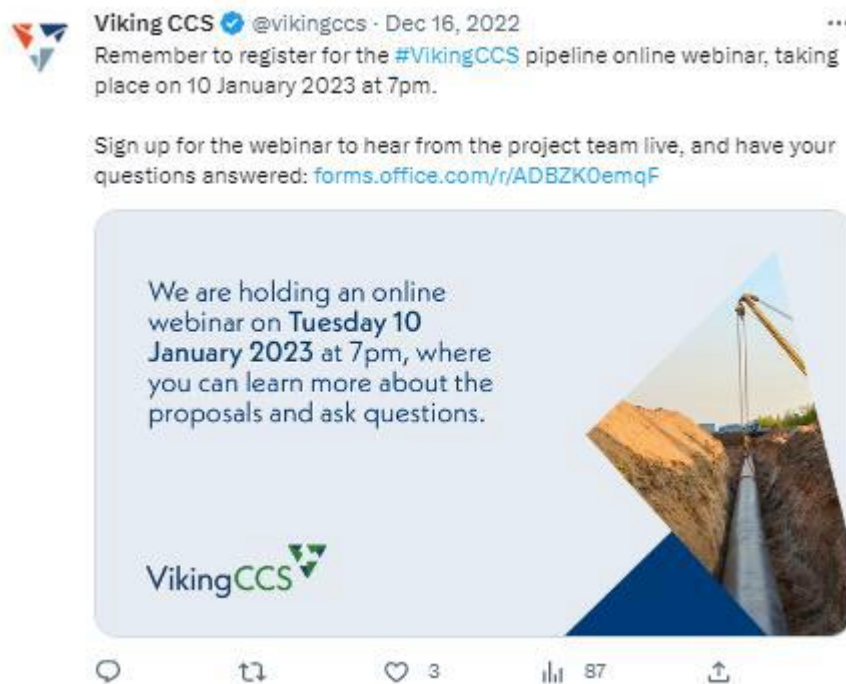 Viking CCS @vikingccs · Dec 16, 2022 ...
Remember to register for the #VikingCCS pipeline online webinar, taking
place on 10 January 2023 at 7pm.
Sign up for the webinar to hear from the project team live, and have your
questions answered: forms.office.com/r/ADBZK0emqF
We are holding an online
webinar on Tuesday 10
January 2023 at 7pm, where
you can learn more about the
proposals and ask questions.
VikingCCS
3 87